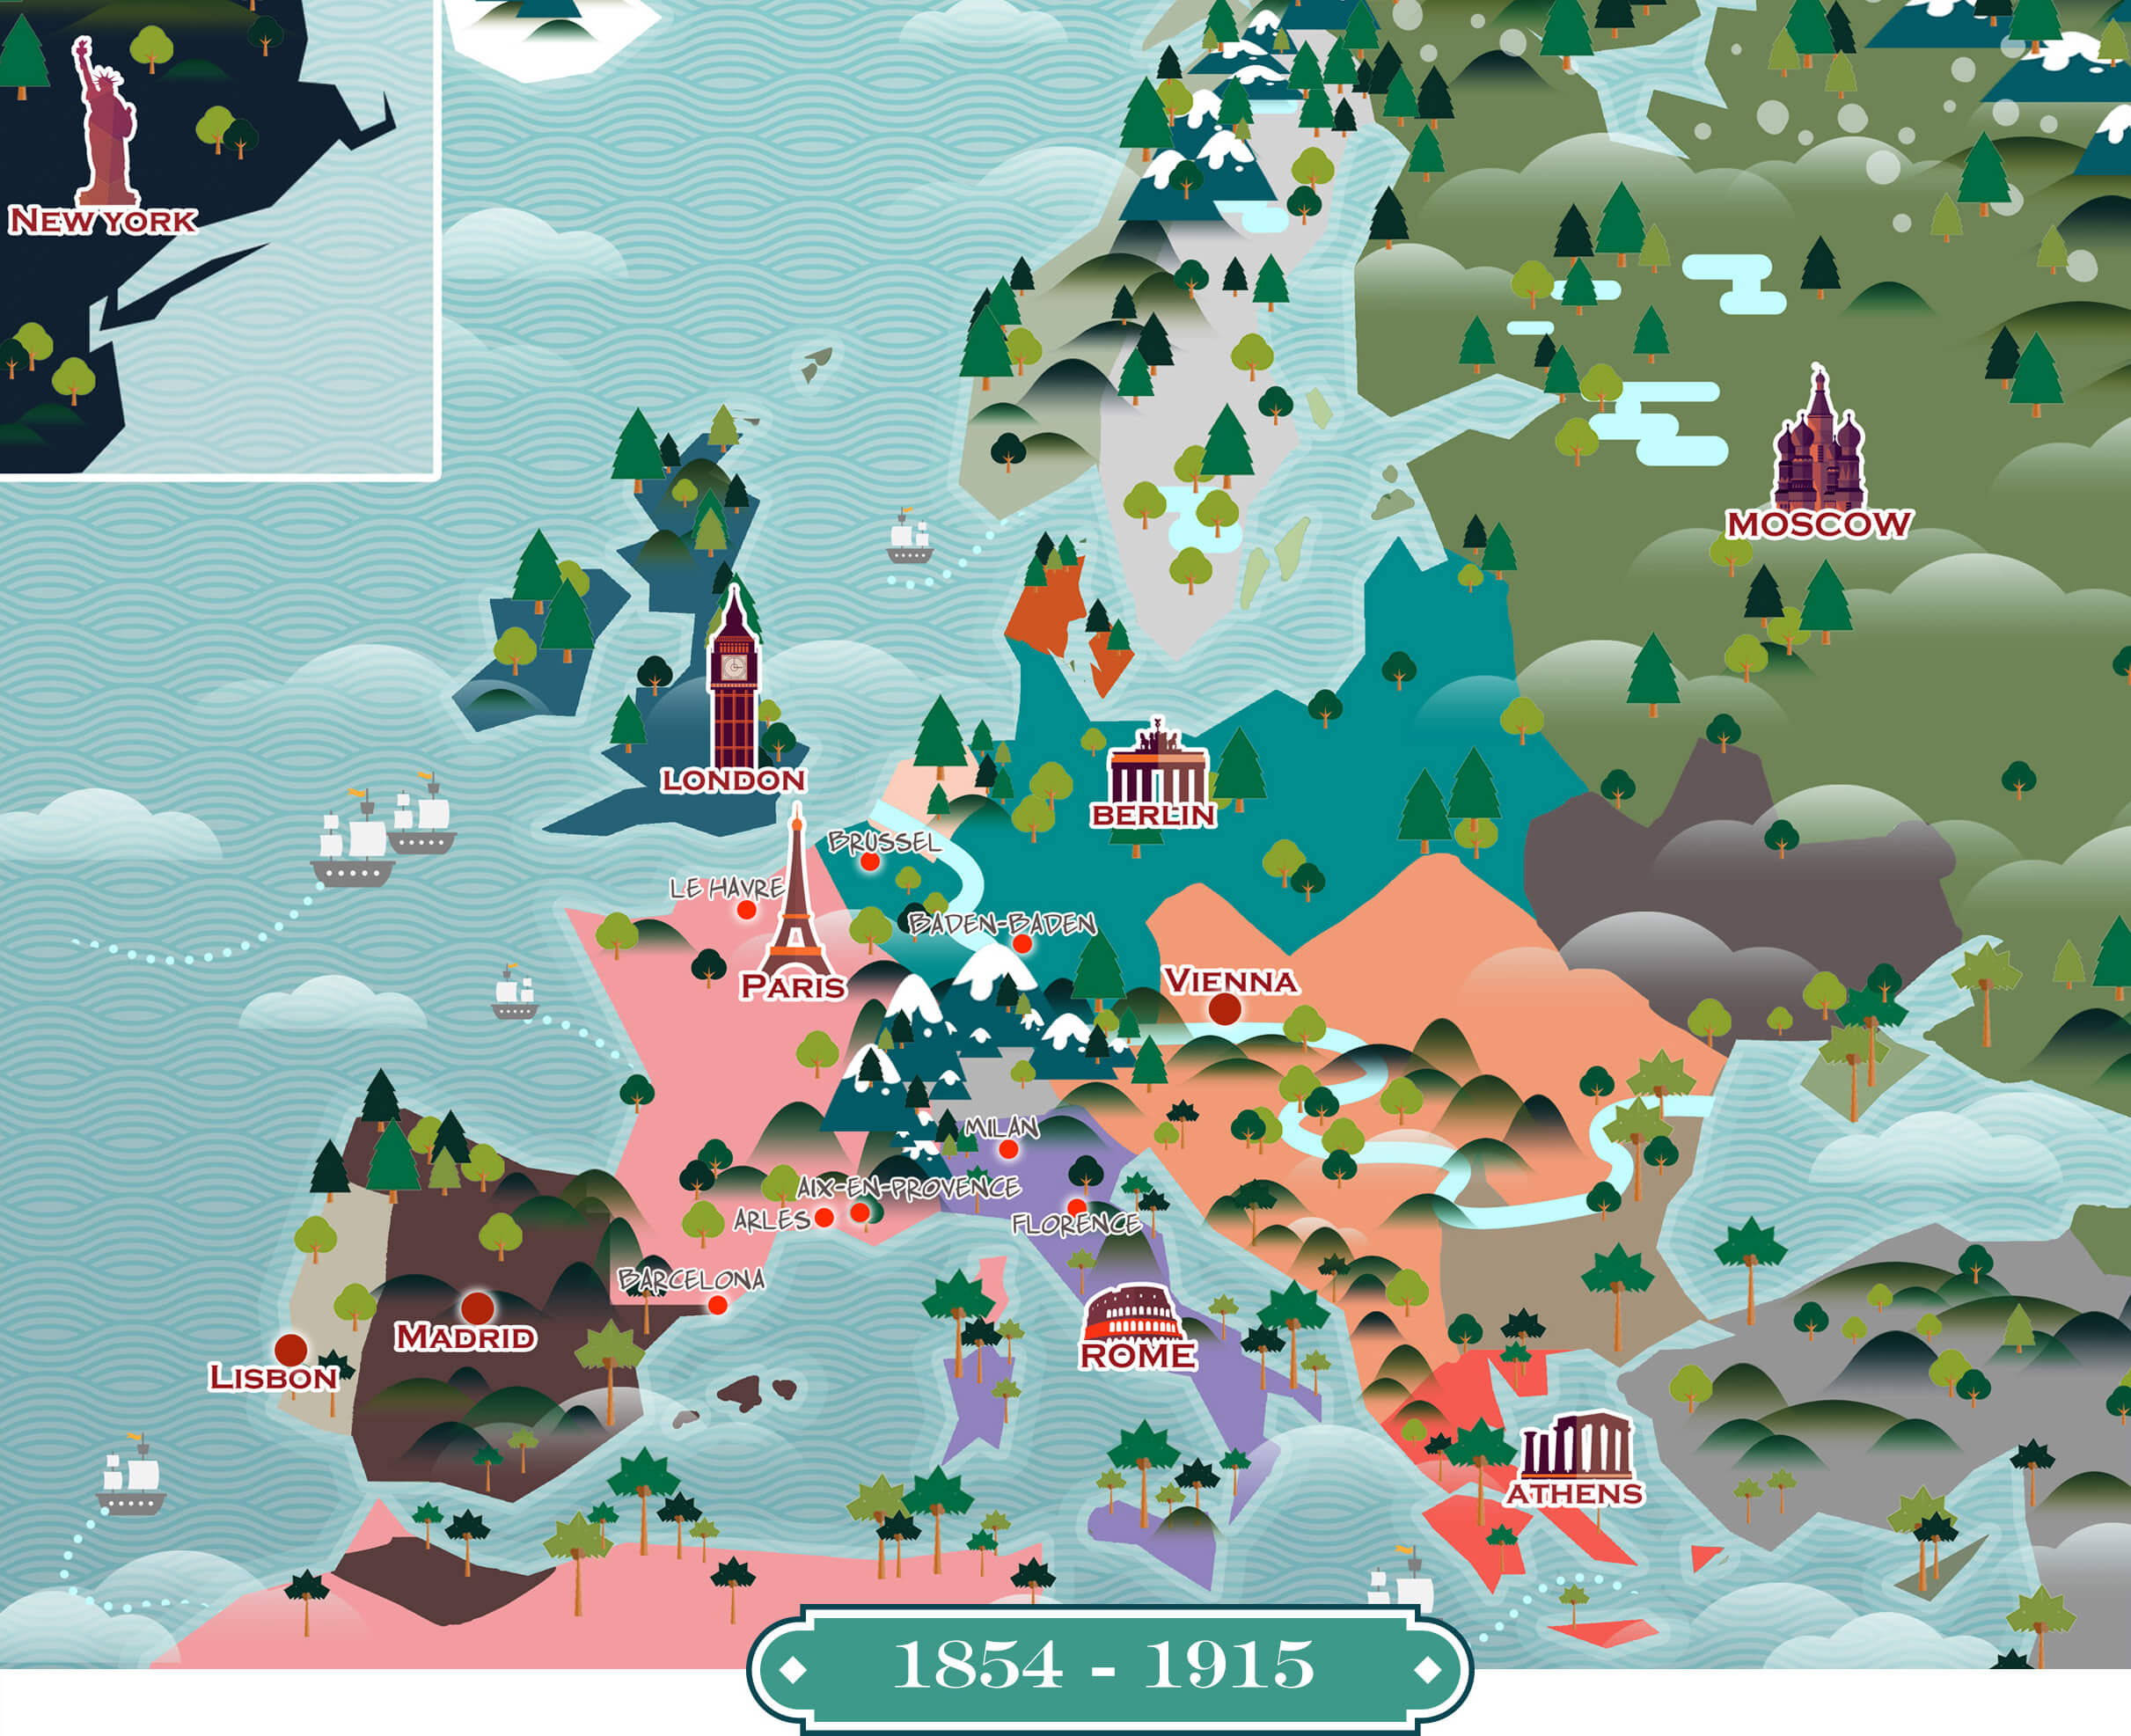 NEW YORK
MOSCOW
LONDON
BERLIN
BRUSSEL
LE HAVRE
BADEN-BADEN
PARIS
VIENNA
MILAN
AIX-EN-PROVENCE
ARLES
FLORENCE
BARCELONA
MADRID
ROME
LISBON
ATHENS
1854 - 1915